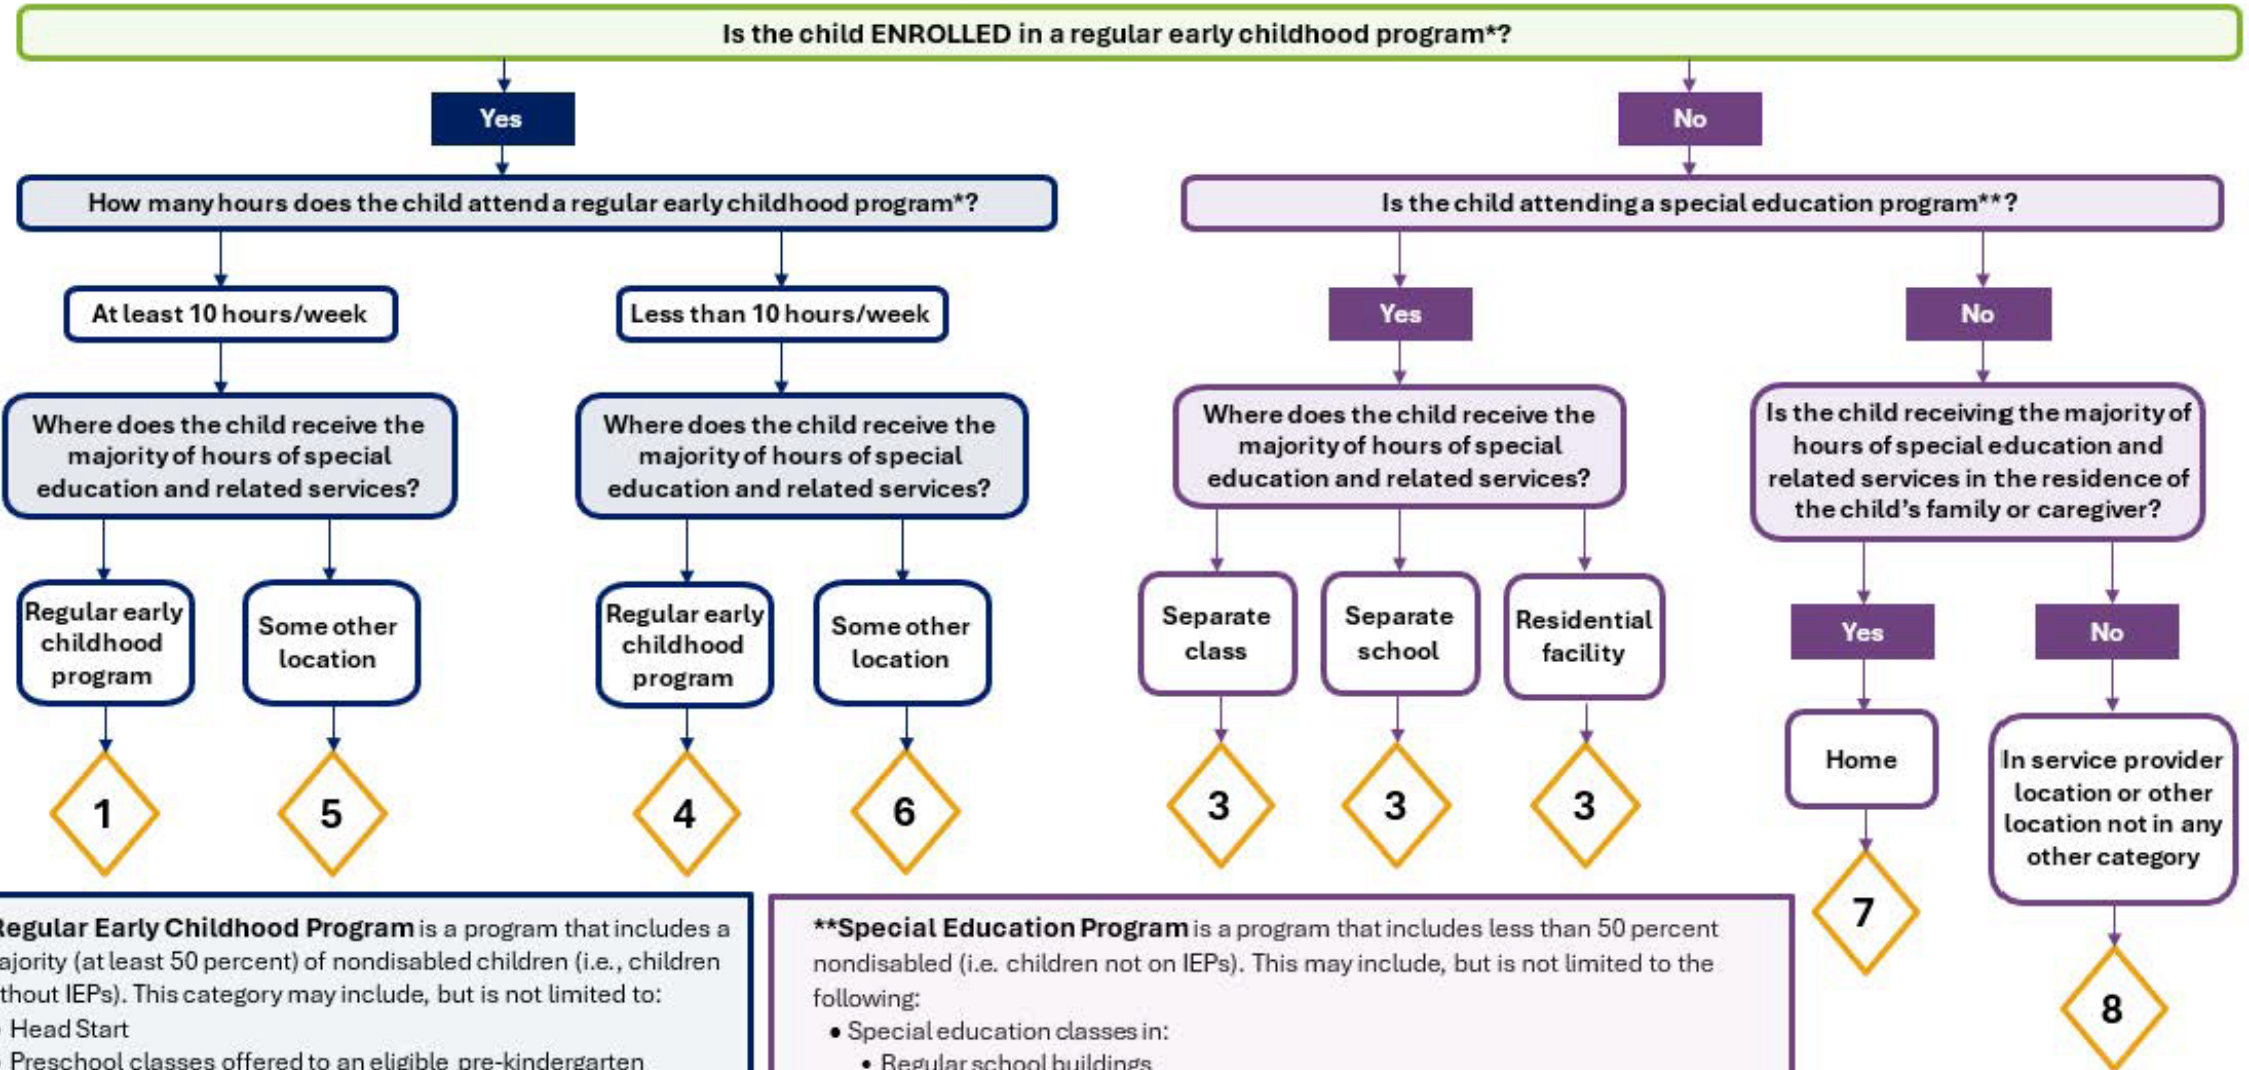 Is the child ENROLLED in a regular early childhood program*?
Yes
No
How many hours does the child attend a regular early childhood program*?
Is the child attending a special education program**?
At least 10 hours/week
Less than 10 hours/week
Yes
No
Where does the child receive the
majority of hours of special
education and related services?
Where does the child receive the
majority of hours of special
education and related services?
Where does the child receive the
majority of hours of special
education and related services?
Is the child receiving the majority of
hours of special education and
related services in the residence of
the child's family or caregiver?
Regular early
childhood
program
Some other
location
Regular early
childhood
program
Some other
location
Separate
class
Separate
school
Residential
facility
Yes
No
Home
In service provider
location or other
location not in any
other category
1
5
4
6
3
3
3
7
8
Regular Early Childhood Program is a program that includes a
ajority (at least 50 percent) of nondisabled children (i.e., children
thout IEPs). This category may include, but is not limited to:
Head Start
Preschool classes offered to an eligible pre-kindergarten
**Special Education Program is a program that includes less than 50 percent
nondisabled (i.e. children not on IEPs). This may include, but is not limited to the
following:
• Special education classes in:
• Regular school buildings